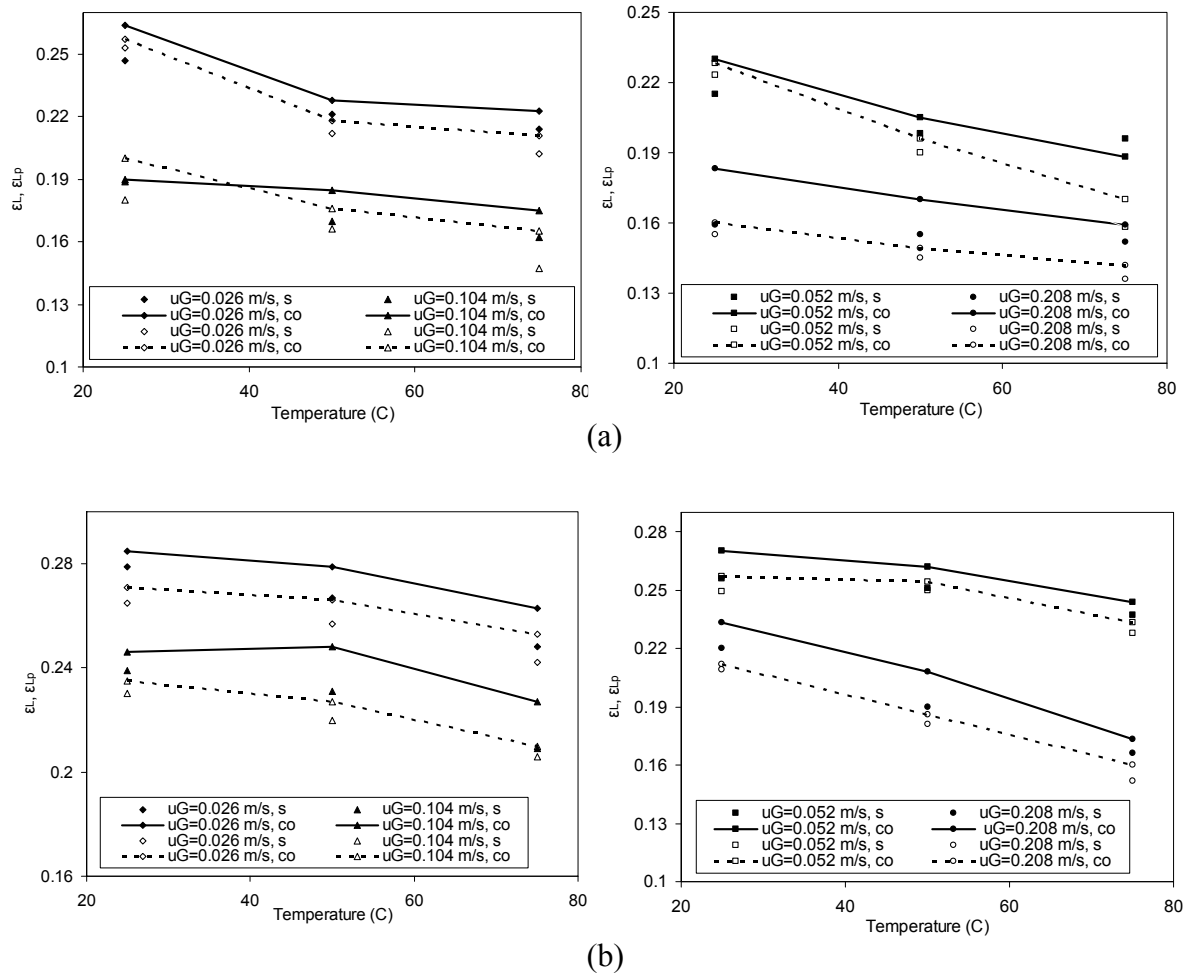 0.25
0.22
0.19
0.16
0.13
0.1
εL, εLp
uG=0.026 m/s, s uG=0.104 m/s, s
uG=0.026 m/s, co uG=0.104 m/s, co
uG=0.026 m/s, s uG=0.104 m/s, s
uG=0.026 m/s, co uG=0.104 m/s, co
20 40 60 80
Temperature (C)
0.25
0.22
0.19
0.16
0.13
0.1
εL, εLp
uG=0.052 m/s, s uG=0.208 m/s, s
uG=0.052 m/s, co uG=0.208 m/s, co
uG=0.052 m/s, s uG=0.208 m/s, s
uG=0.052 m/s, co uG=0.208 m/s, co
20 40 60 80
Temperature (C)
(a)
0.28
0.24
0.2
0.16
εL, εLp
uG=0.026 m/s, s uG=0.104 m/s, s
uG=0.026 m/s, co uG=0.104 m/s, co
uG=0.026 m/s, s uG=0.104 m/s, s
uG=0.026 m/s, co uG=0.104 m/s, co
20 40 60 80
Temperature (C)
0.28
0.25
0.22
0.19
0.16
0.13
0.1
εL, εLp
uG=0.052 m/s, s uG=0.208 m/s, s
uG=0.052 m/s, co uG=0.208 m/s, co
uG=0.052 m/s, s uG=0.208 m/s, s
uG=0.052 m/s, co uG=0.208 m/s, co
20 40 60 80
Temperature (C)
(b)